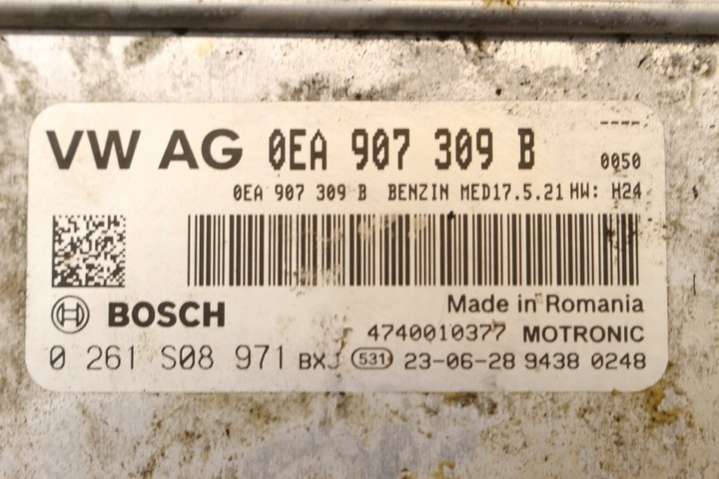 VW AG 0EA 907 309 B ---- 0050
0EA 907 309 B BENZIN MED17.5.21 HW: H24
BOSCH Made in Romania
4740010377 MOTRONIC
0 261 S08 971 BXJ 531 23-06-28 9438 0248